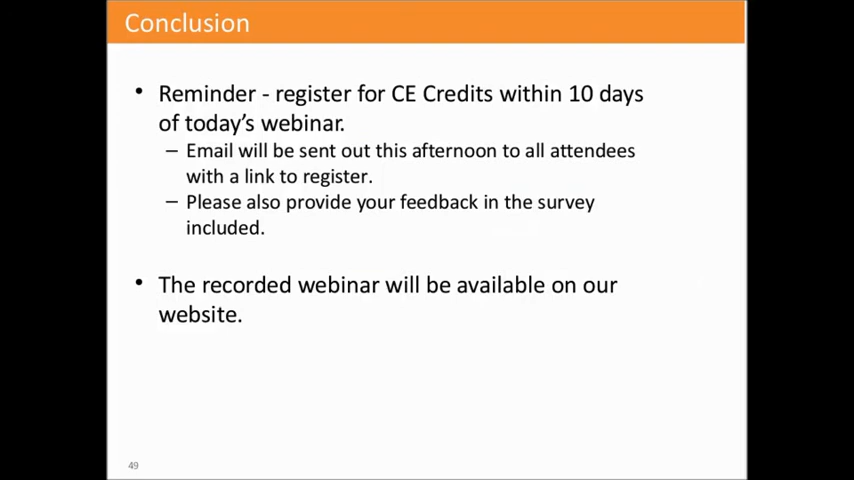 Conclusion
• Reminder - register for CE Credits within 10 days
of today’s webinar.
– Email will be sent out this afternoon to all attendees
with a link to register.
– Please also provide your feedback in the survey
included.
• The recorded webinar will be available on our
website.
49